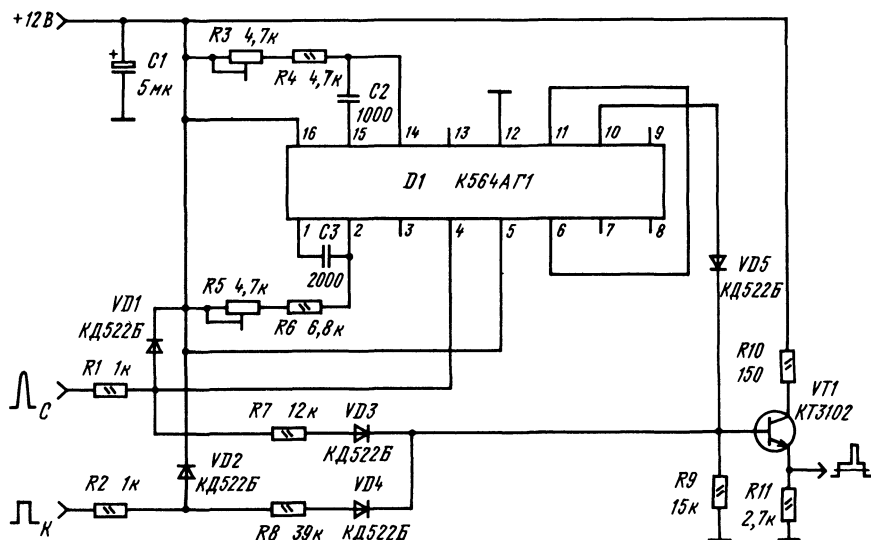 +12В
R3 4,7к
C1
5мк
R4 4,7к
C2
1000
16 15 14 13 12 11 10 9
D1 К564АГ1
1 2 3 4 5 6 7 8
C3
2000
R5 4,7к
R6 6,8к
VD1
КД522Б
VD5
КД522Б
R1 1к
C
R10
150
VT1
КТ3102
R7 12к
VD3
КД522Б
VD2
КД522Б
R2 1к
К
VD4
R8 39к
КД522Б
R9
15к
R11
2,7к